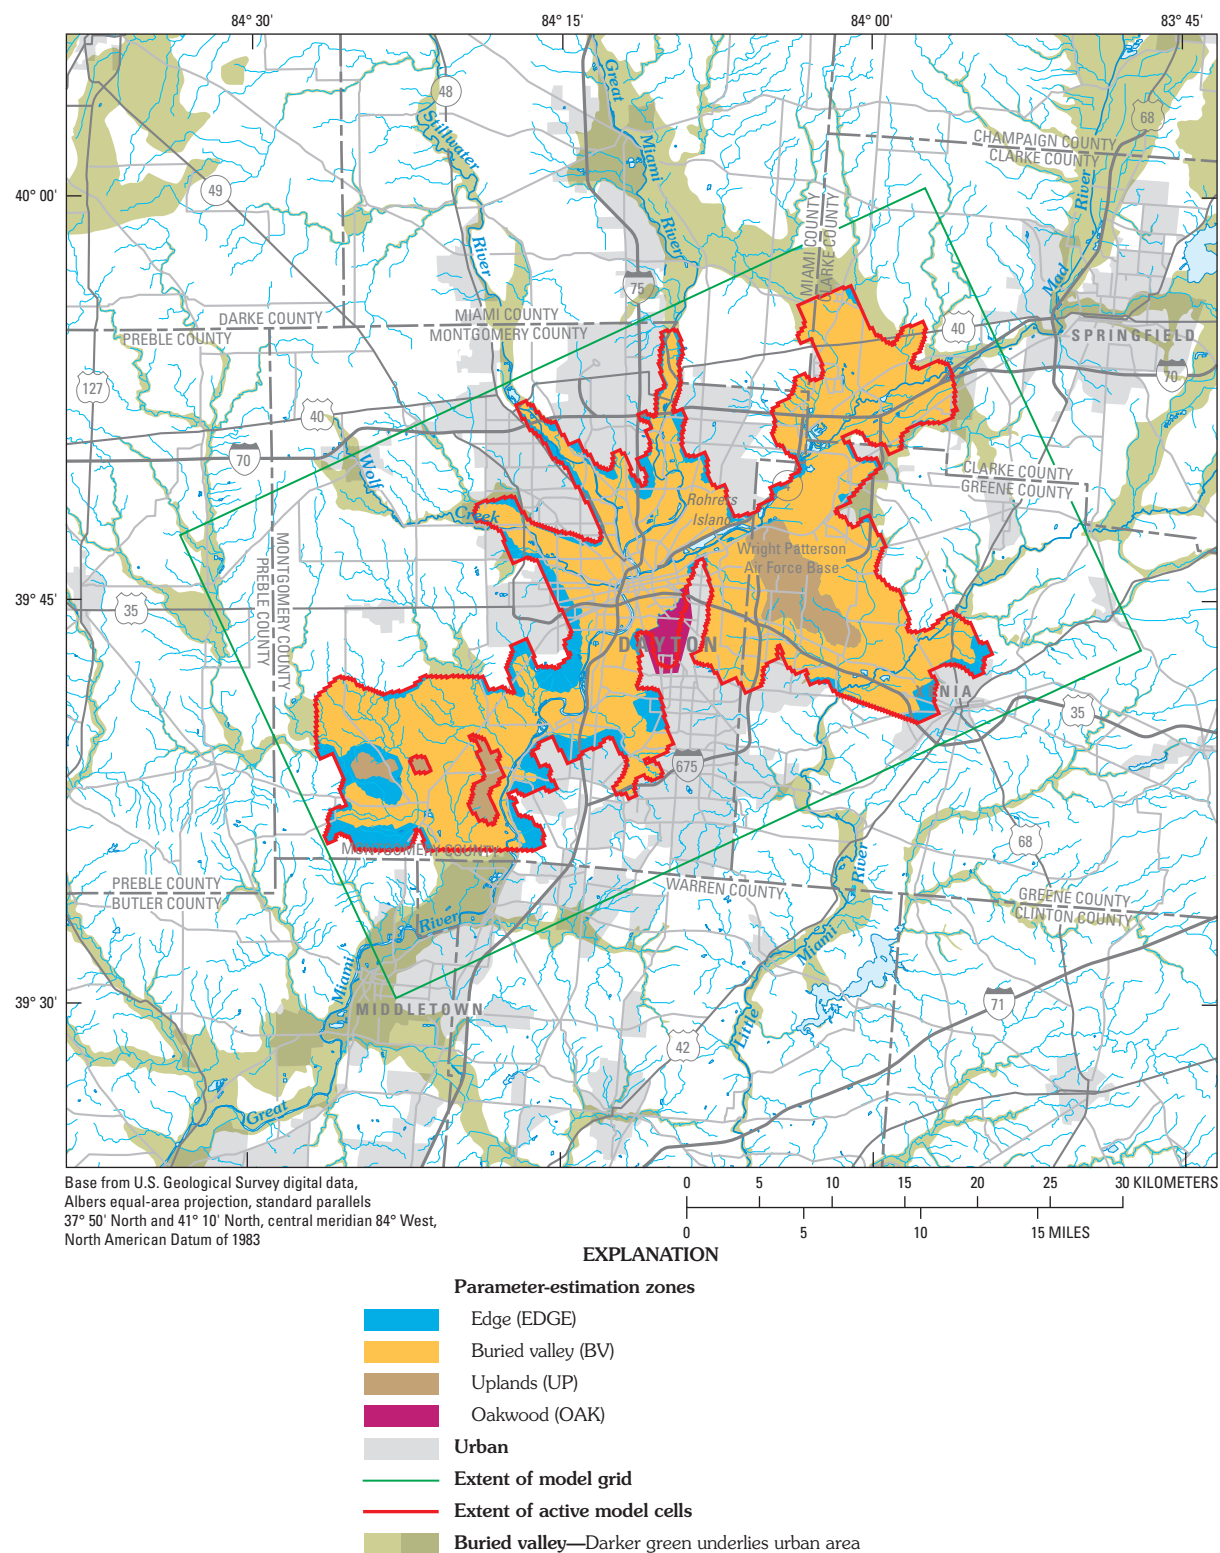 84° 30'
84° 15'
84° 00'
83° 45'
40° 00'
39° 45'
39° 30'
48
Stillwater
River
Great
Miami
River
68
CHAMPAIGN COUNTY
CLARKE COUNTY
River
Mad
49
MIAMI COUNTY
CLARKE COUNTY
75
DARKE COUNTY
PREBLE COUNTY
MIAMI COUNTY
MONTGOMERY COUNTY
40
SPRINGFIELD
70
127
40
70
Wolf
Creek
CLARKE COUNTY
GREENE COUNTY
Rohrers
Island
Wright Patterson
Air Force Base
MONTGOMERY COUNTY
PREBLE COUNTY
35
DAYTON
NIA
35
675
MONTGOMERY COUNTY
68
PREBLE COUNTY
BUTLER COUNTY
WARREN COUNTY
GREENE COUNTY
CLINTON COUNTY
River
Miami
River
Miami
Little
MIDDLETOWN
71
42
Great
Base from U.S. Geological Survey digital data,
Albers equal-area projection, standard parallels
37° 50' North and 41° 10' North, central meridian 84° West,
North American Datum of 1983
0 5 10 15 20 25 30 KILOMETERS
0 5 10 15 MILES
EXPLANATION
Parameter-estimation zones
Edge (EDGE)
Buried valley (BV)
Uplands (UP)
Oakwood (OAK)
Urban
Extent of model grid
Extent of active model cells
Buried valley—Darker green underlies urban area